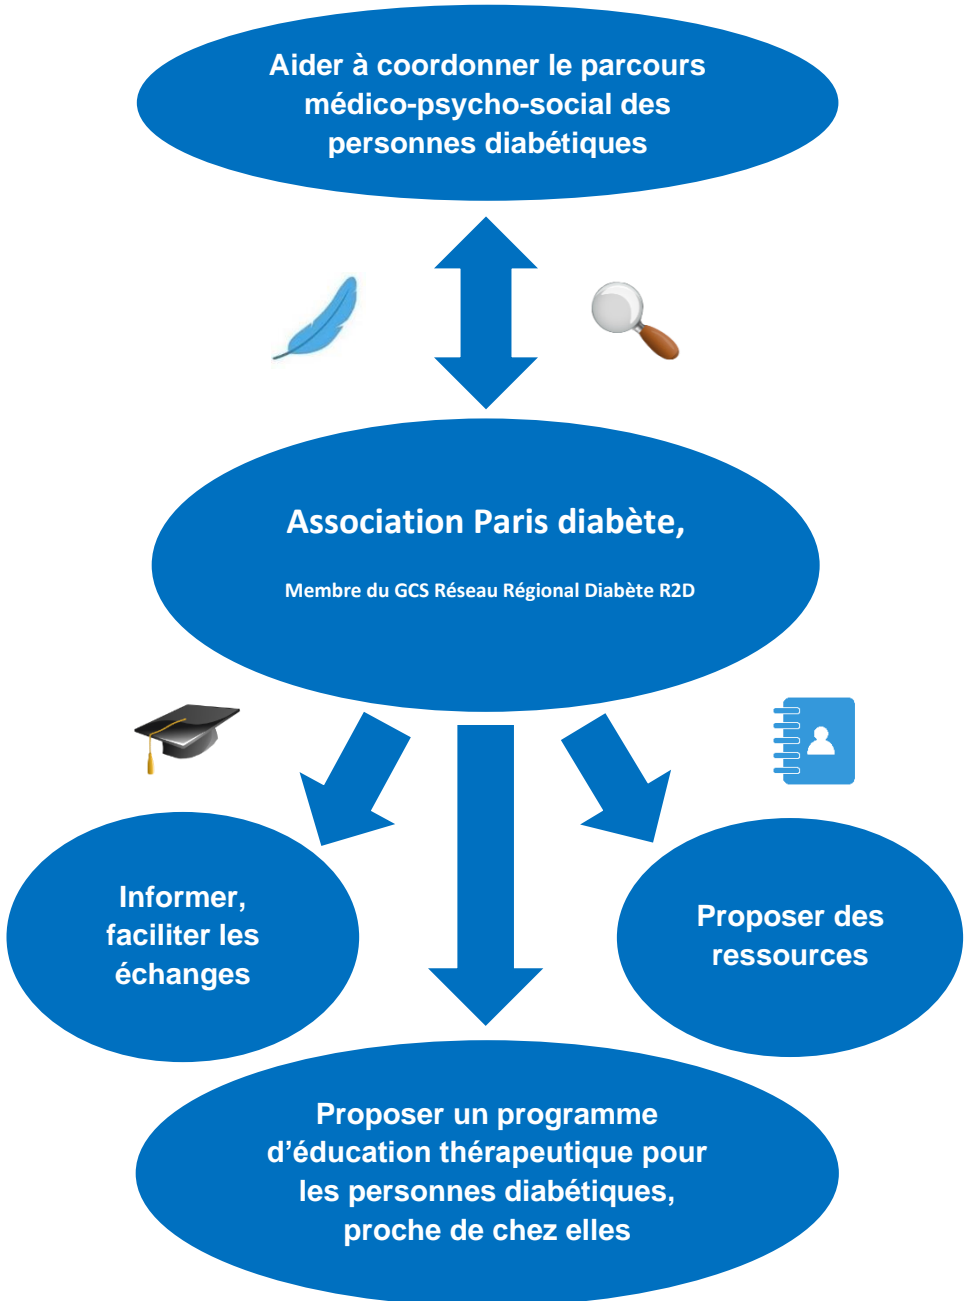 Aider à coordonner le parcours
médico-psycho-social des
personnes diabétiques
Association Paris diabète,
Membre du GCS Réseau Régional Diabète R2D
Informer,
faciliter les
échanges
Proposer des
ressources
Proposer un programme
d’éducation thérapeutique pour
les personnes diabétiques,
proche de chez elles